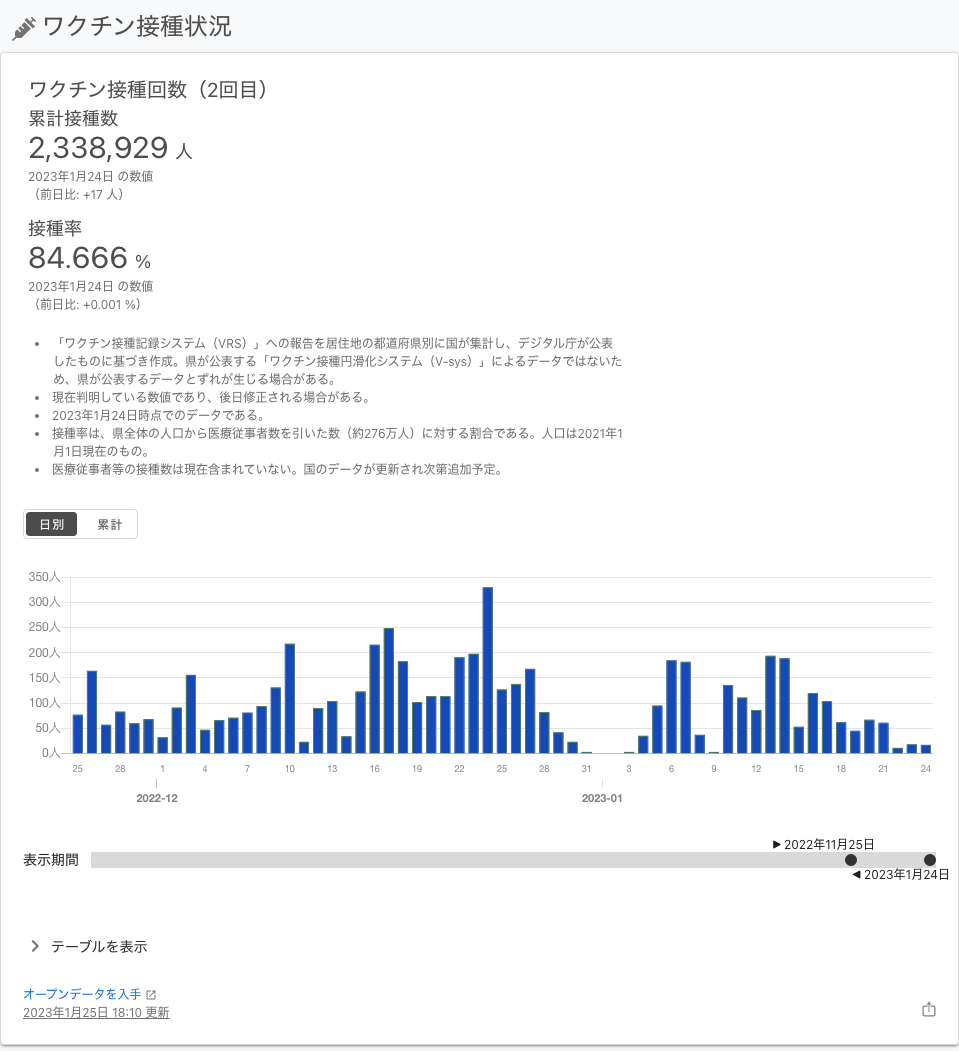 ワクチン接種状況
ワクチン接種回数（2回目）
累計接種数
2,338,929 人
2023年1月24日 の数値
（前日比: +17 人）
接種率
84.666 %
2023年1月24日 の数値
（前日比: +0.001 %）
• 「ワクチン接種記録システム（VRS）」への報告を居住地の都道府県別に国が集計し、デジタル庁が公表
したものに基づき作成。県が公表する「ワクチン接種円滑化システム（V-sys）」によるデータではないた
め、県が公表するデータとずれが生じる場合がある。
• 現在判明している数値であり、後日修正される場合がある。
• 2023年1月24日時点でのデータである。
• 接種率は、県全体の人口から医療従事者数を引いた数（約276万人）に対する割合である。人口は2021年1
月1日現在のもの。
• 医療従事者等の接種数は現在含まれていない。国のデータが更新され次第追加予定。
日別 累計
350人
300人
250人
200人
150人
100人
50人
0人
25 28 1 4 7 10 13 16 19 22 25 28 31 3 6 9 12 15 18 21 24
2022-12 2023-01
▶ 2022年11月25日
表示期間
◀ 2023年1月24日
テーブルを表示
オープンデータを入手
2023年1月25日 18:10 更新